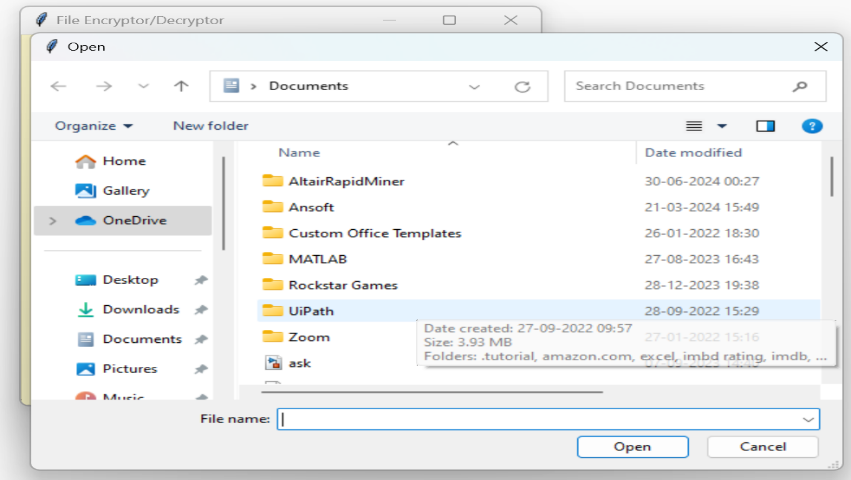 File Encryptor/Decryptor
Open
Documents
Search Documents
Organize
New folder
Name
Date modified
Home
Gallery
OneDrive
Desktop
Downloads
Documents
Pictures
Music
AltairRapidMiner 30-06-2024 00:27
Ansoft 21-03-2024 15:49
Custom Office Templates 26-01-2022 18:30
MATLAB 27-08-2023 16:43
Rockstar Games 28-12-2023 19:38
UiPath 28-09-2022 15:29
Zoom 27-01-2022 15:16
ask
Date created: 27-09-2022 09:57
Size: 3.93 MB
Folders: .tutorial, amazon.com, excel, imbd rating, imdb, ...
File name:
Open
Cancel